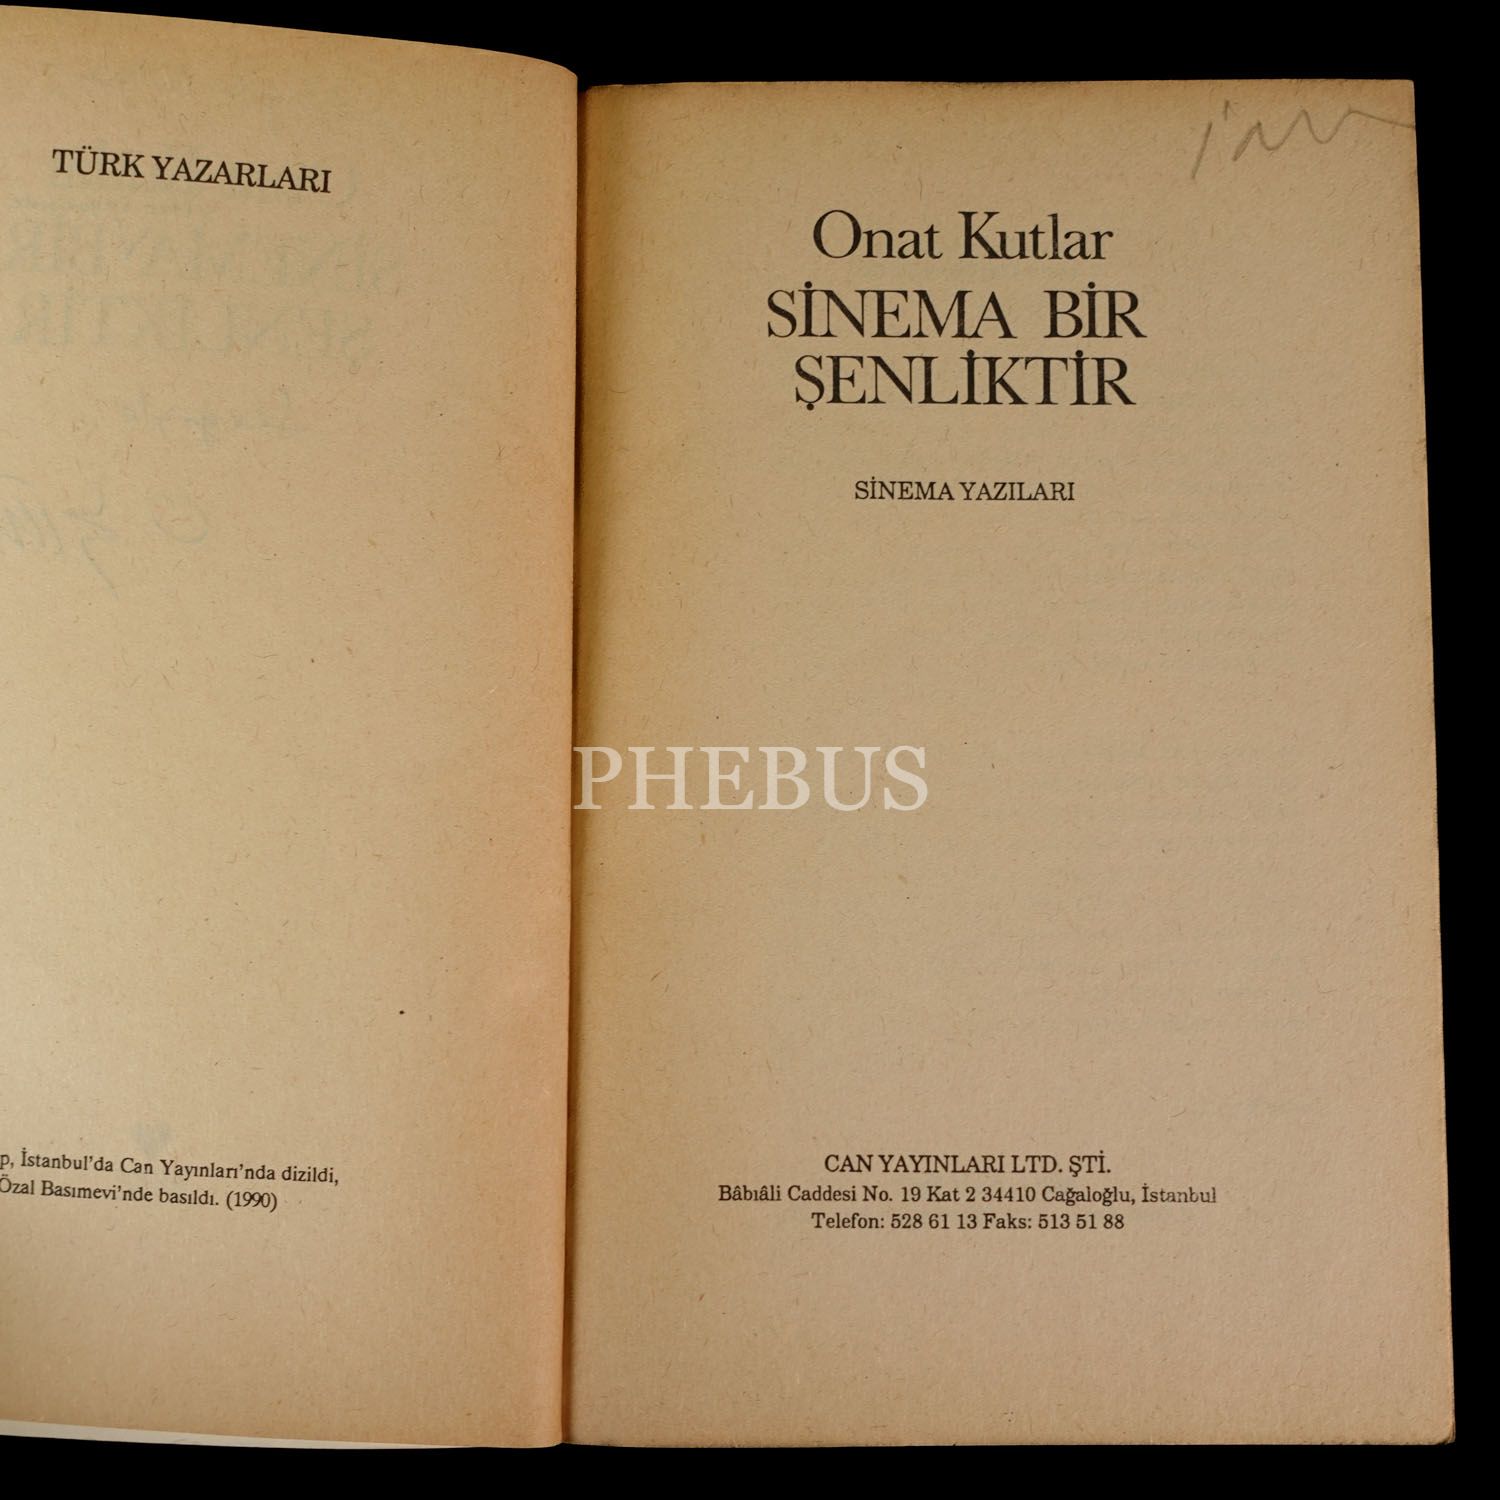 TÜRK YAZARLARI
p, İstanbul'da Can Yayınları'nda dizildi,
Özal Basımevi'nde basıldı. (1990)
Onat Kutlar
SİNEMA BİR
ŞENLİKTİR
SİNEMA YAZILARI
PHEBUS
CAN YAYINLARI LTD. ŞTİ.
Bâbıâli Caddesi No. 19 Kat 2 34410 Cağaloğlu, İstanbul
Telefon: 528 61 13 Faks: 513 51 88